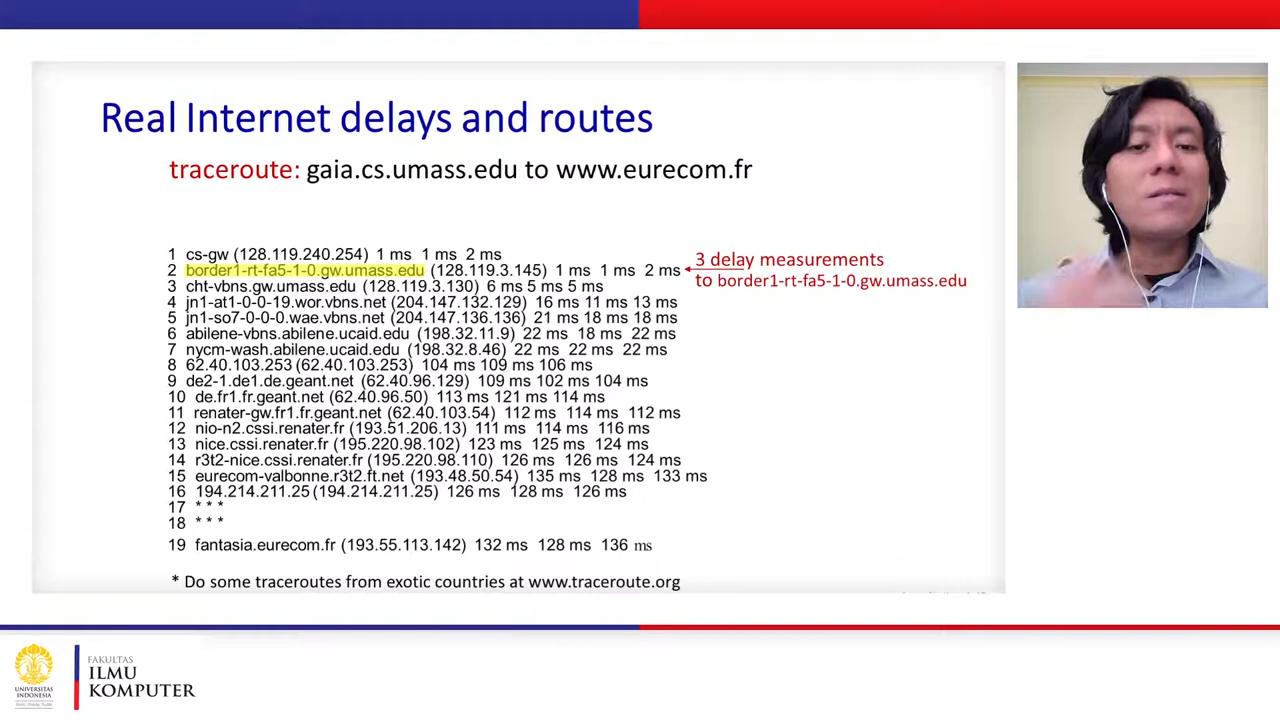 Real Internet delays and routes
traceroute: gaia.cs.umass.edu to www.eurecom.fr
1 cs-gw (128.119.240.254) 1 ms 1 ms 2 ms
2 border1-rt-fa5-1-0.gw.umass.edu (128.119.3.145) 1 ms 1 ms 2 ms
3 cht-vbns.gw.umass.edu (128.119.3.130) 6 ms 5 ms 5 ms
4 jn1-at1-0-0-19.wor.vbns.net (204.147.132.129) 16 ms 11 ms 13 ms
5 jn1-so7-0-0-0.wae.vbns.net (204.147.136.136) 21 ms 18 ms 18 ms
6 abilene-vbns.abilene.ucaid.edu (198.32.11.9) 22 ms 18 ms 22 ms
7 nycm-wash.abilene.ucaid.edu (198.32.8.46) 22 ms 22 ms 22 ms
8 62.40.103.253 (62.40.103.253) 104 ms 109 ms 106 ms
9 de2-1.de1.de.geant.net (62.40.96.129) 109 ms 102 ms 104 ms
10 de.fr1.fr.geant.net (62.40.96.50) 113 ms 121 ms 114 ms
11 renater-gw.fr1.fr.geant.net (62.40.103.54) 112 ms 114 ms 112 ms
12 nio-n2.cssi.renater.fr (193.51.206.13) 111 ms 114 ms 116 ms
13 nice.cssi.renater.fr (195.220.98.102) 123 ms 125 ms 124 ms
14 r3t2-nice.cssi.renater.fr (195.220.98.110) 126 ms 126 ms 124 ms
15 eurecom-valbonne.r3t2.ft.net (193.48.50.54) 135 ms 128 ms 133 ms
16 194.214.211.25 (194.214.211.25) 126 ms 128 ms 126 ms
17 * * *
18 * * *
19 fantasia.eurecom.fr (193.55.113.142) 132 ms 128 ms 136 ms
3 delay measurements
to border1-rt-fa5-1-0.gw.umass.edu
* Do some traceroutes from exotic countries at www.traceroute.org
UNIVERSITAS
INDONESIA
FAKULTAS
ILMU
KOMPUTER